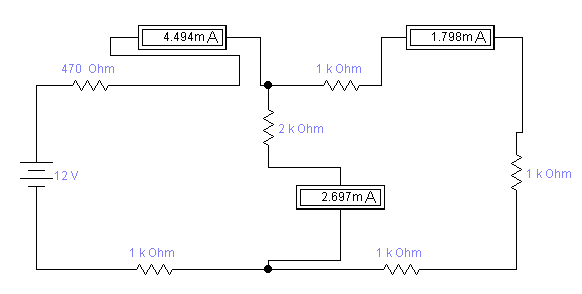 4.494mA
1.798mA
470 Ohm
1 k Ohm
2 k Ohm
12 V
1 k Ohm
2.697mA
1 k Ohm
1 k Ohm